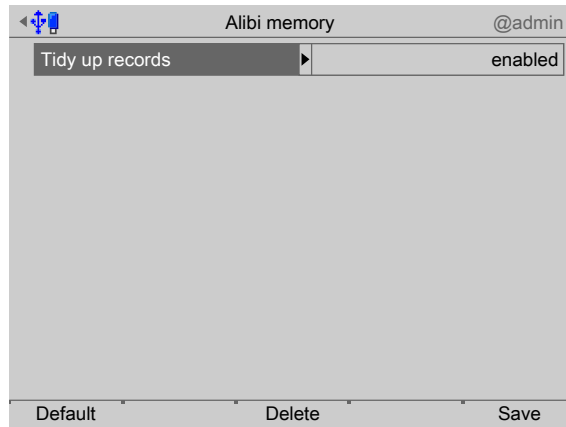 Alibi memory @admin
Tidy up records enabled
Default Delete Save